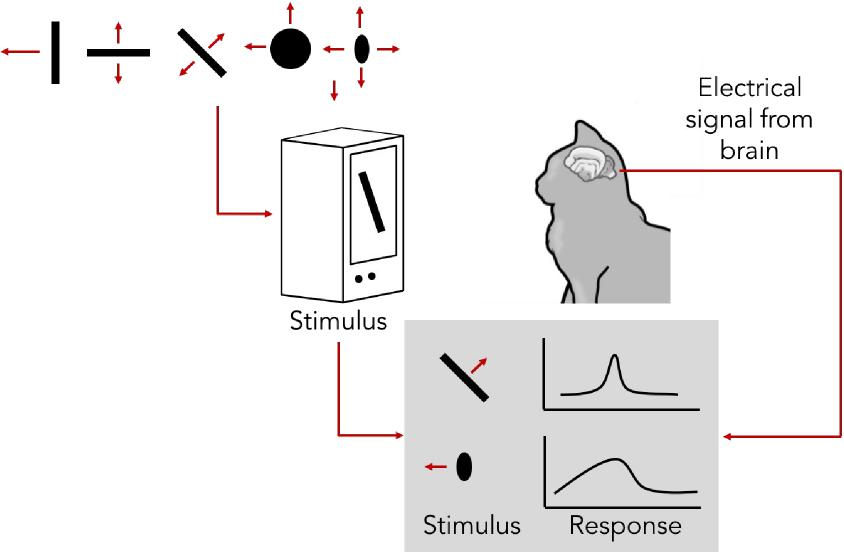 Electrical
signal from
brain
Stimulus
Stimulus
Response